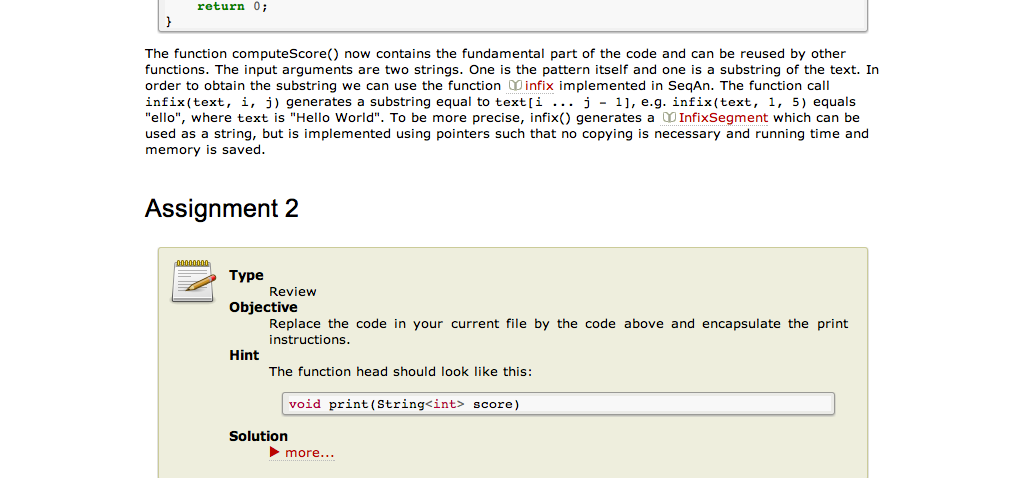 return 0;
}
The function computeScore() now contains the fundamental part of the code and can be reused by other
functions. The input arguments are two strings. One is the pattern itself and one is a substring of the text. In
order to obtain the substring we can use the function infix implemented in SeqAn. The function call
infix(text, i, j) generates a substring equal to text[i ... j - 1], e.g. infix(text, 1, 5) equals
"ello", where text is "Hello World". To be more precise, infix() generates a InfixSegment which can be
used as a string, but is implemented using pointers such that no copying is necessary and running time and
memory is saved.
Assignment 2
Type
Review
Objective
Replace the code in your current file by the code above and encapsulate the print
instructions.
Hint
The function head should look like this:
void print(String<int> score)
Solution
more...